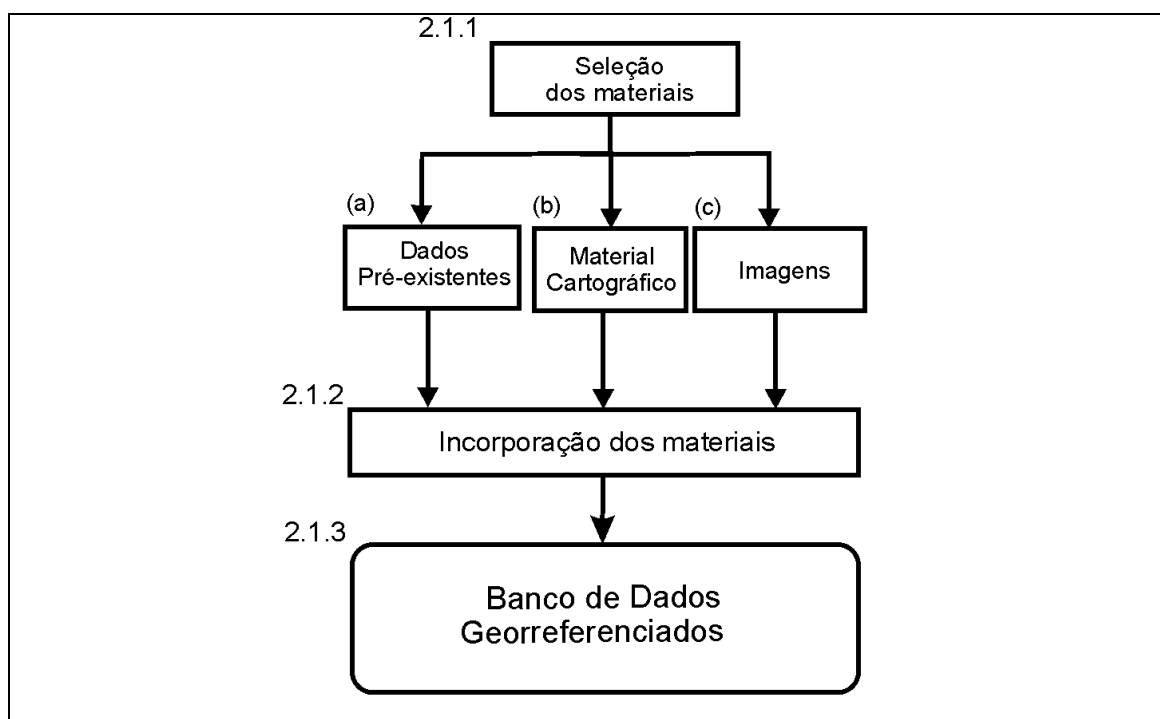 2.1.1
Seleção
dos materiais
(a)
(b)
(c)
Dados
Pré-existentes
Material
Cartográfico
Imagens
2.1.2
Incorporação dos materiais
2.1.3
Banco de Dados
Georreferenciados